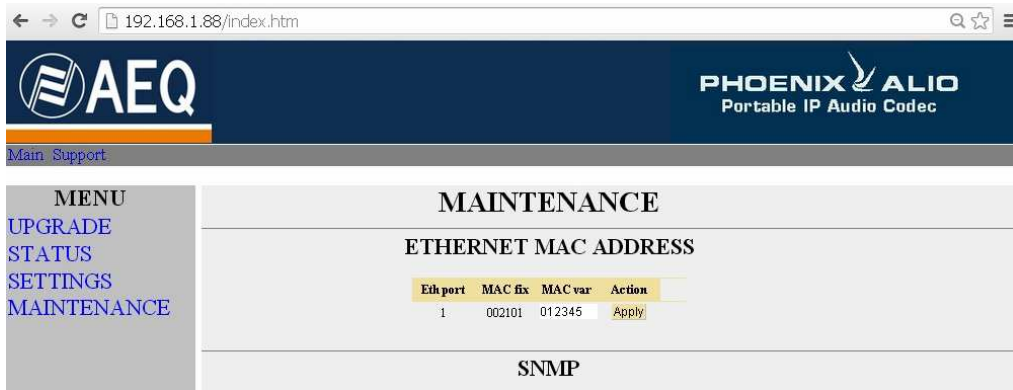 192.168.1.88/index.htm
AEQ
PHOENIX ALIO
Portable IP Audio Codec
Main Support
MENU
UPGRADE
STATUS
SETTINGS
MAINTENANCE
MAINTENANCE
ETHERNET MAC ADDRESS
Eth port MAC fix MAC var Action
1 002101 012345 Apply
SNMP